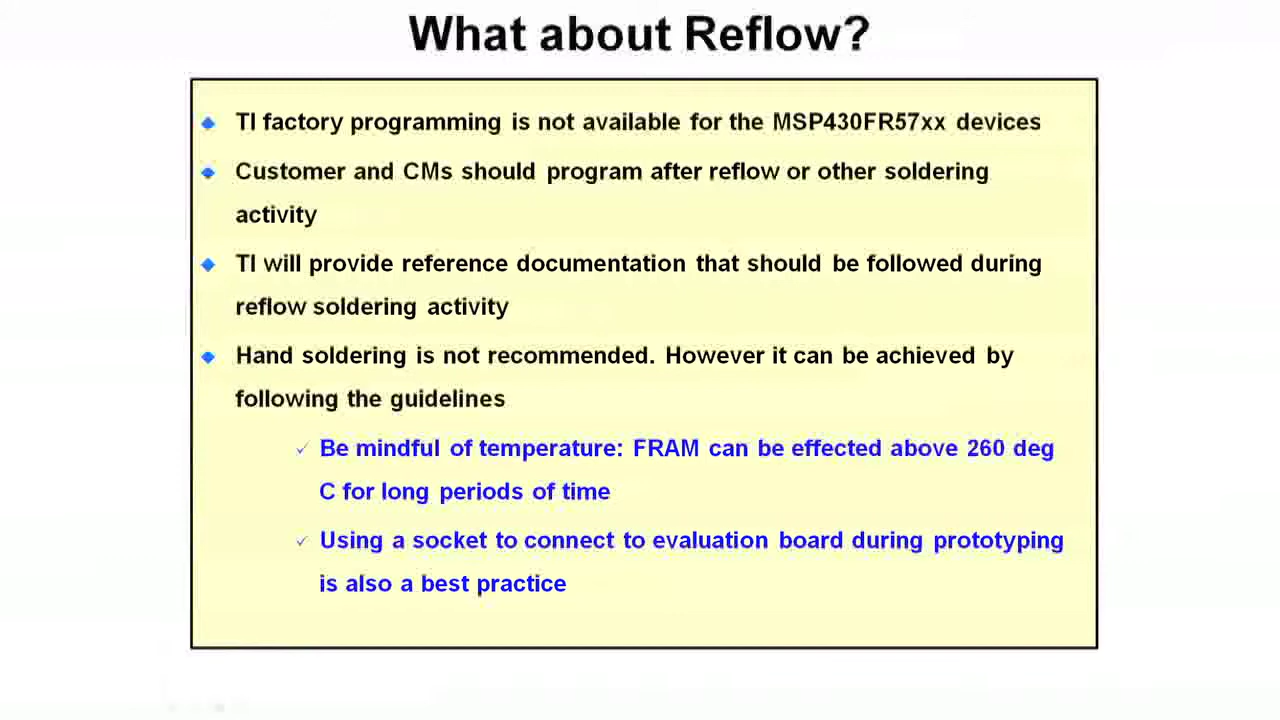 What about Reflow?
TI factory programming is not available for the MSP430FR57xx devices
Customer and CMs should program after reflow or other soldering
activity
TI will provide reference documentation that should be followed during
reflow soldering activity
Hand soldering is not recommended. However it can be achieved by
following the guidelines
Be mindful of temperature: FRAM can be effected above 260 deg
C for long periods of time
Using a socket to connect to evaluation board during prototyping
is also a best practice